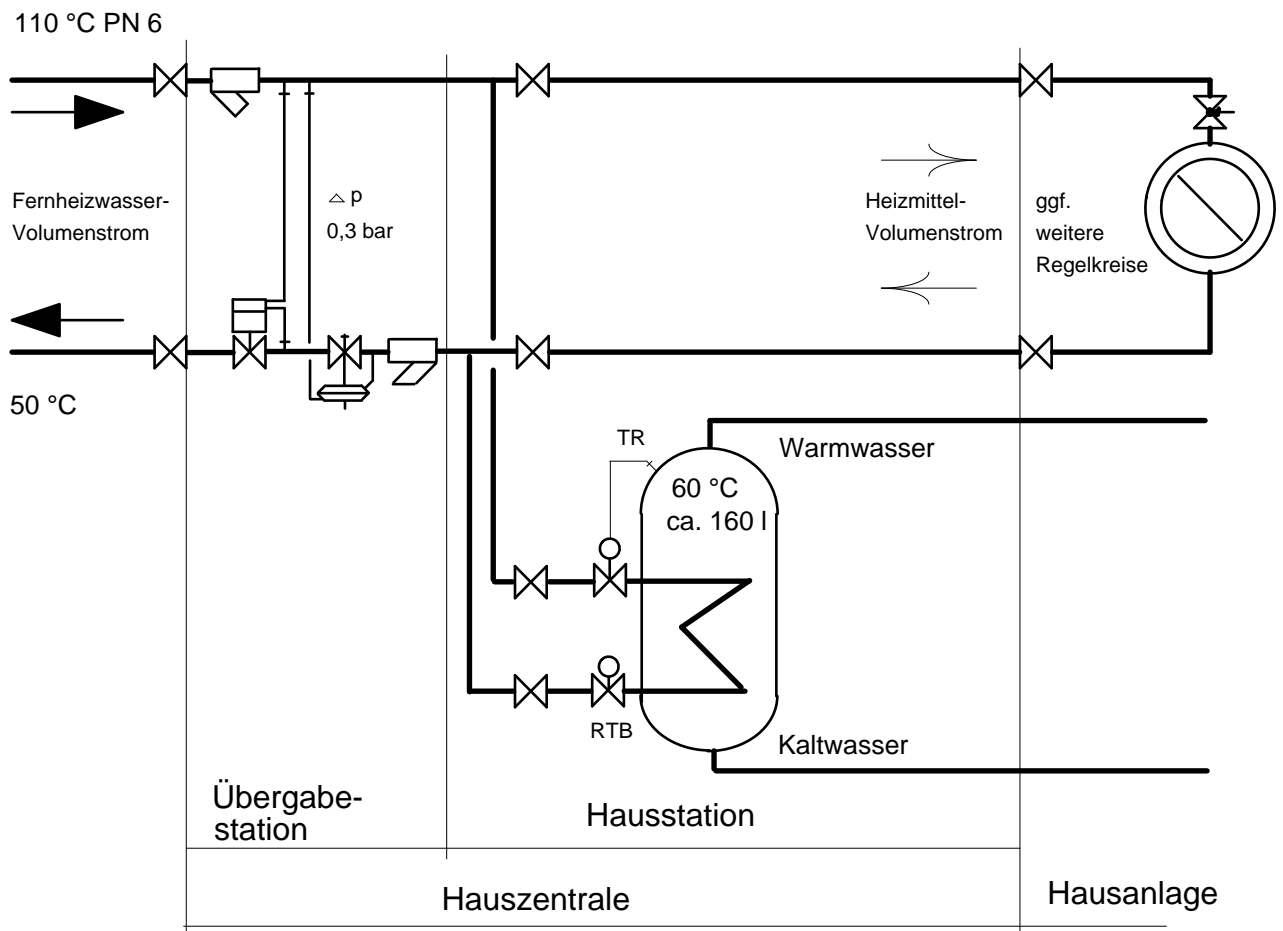 110 °C PN 6
Fernheizwasser-
Volumenstrom
△ p
0,3 bar
Heizmittel-
Volumenstrom
ggf.
weitere
Regelkreise
50 °C
TR
Warmwasser
60 °C
ca. 160 l
RTB
Kaltwasser
Übergabe-
station
Hausstation
Hauszentrale
Hausanlage